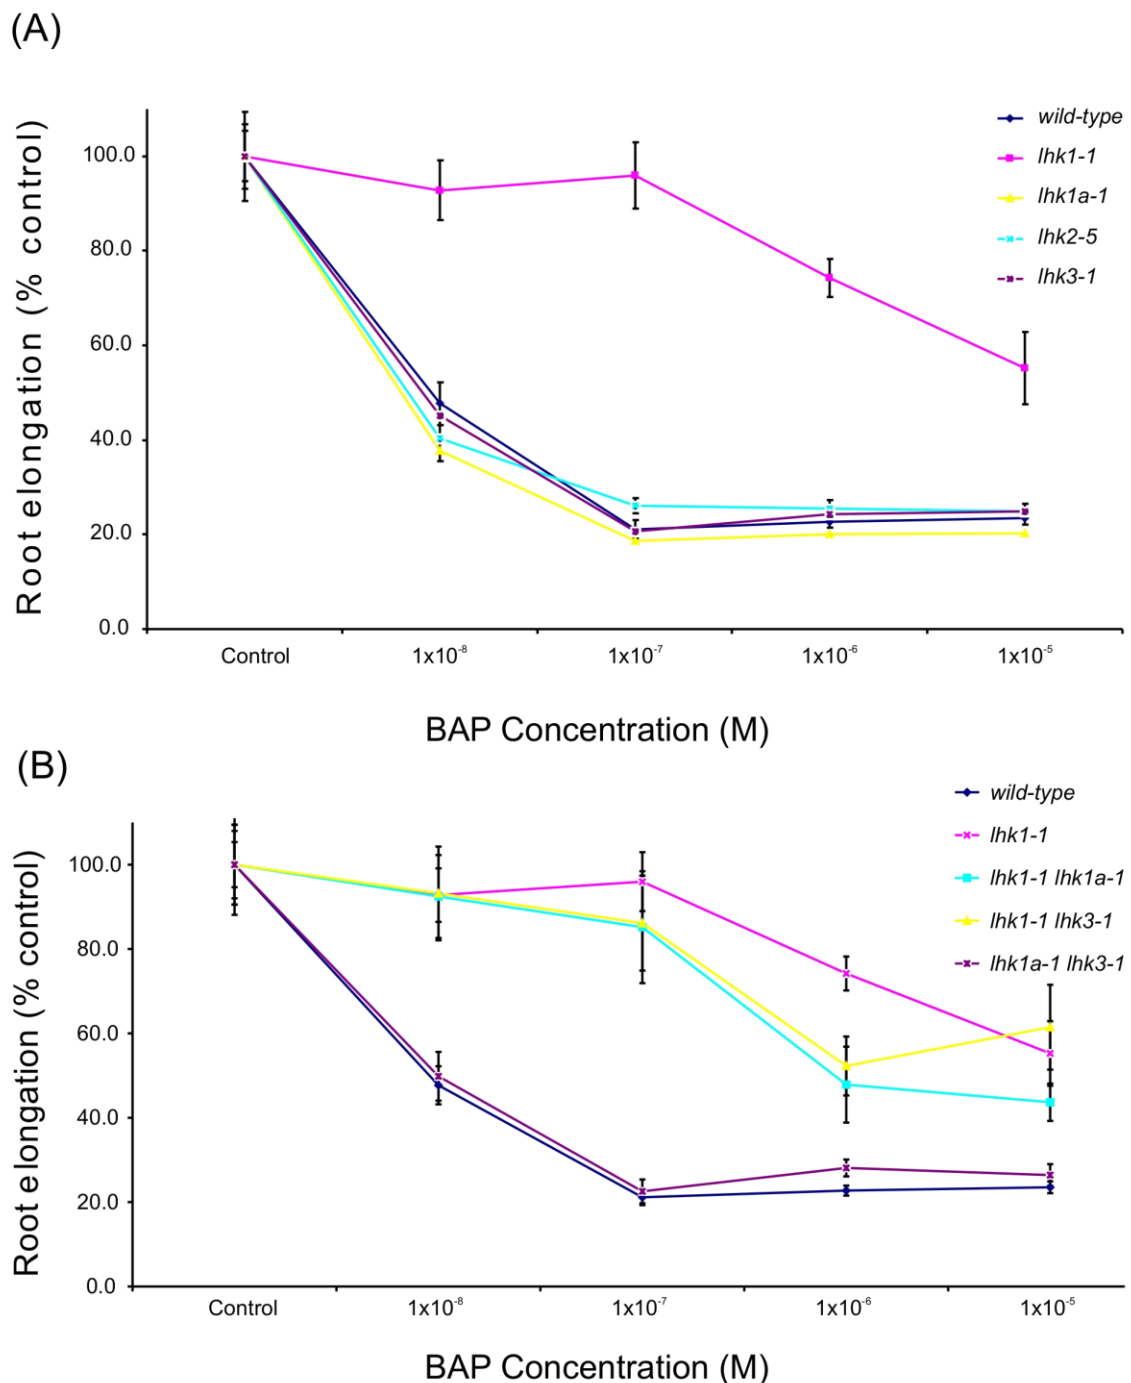 (A)
Root elongation (% control)
100.0
80.0
60.0
40.0
20.0
0.0
wild-type
lhk1-1
lhk1a-1
lhk2-5
lhk3-1
Control
1x10⁻⁸
1x10⁻⁷
1x10⁻⁶
1x10⁻⁵
BAP Concentration (M)
(B)
Root elongation (% control)
100.0
80.0
60.0
40.0
20.0
0.0
wild-type
lhk1-1
lhk1-1 lhk1a-1
lhk1-1 lhk3-1
lhk1a-1 lhk3-1
Control
1x10⁻⁸
1x10⁻⁷
1x10⁻⁶
1x10⁻⁵
BAP Concentration (M)